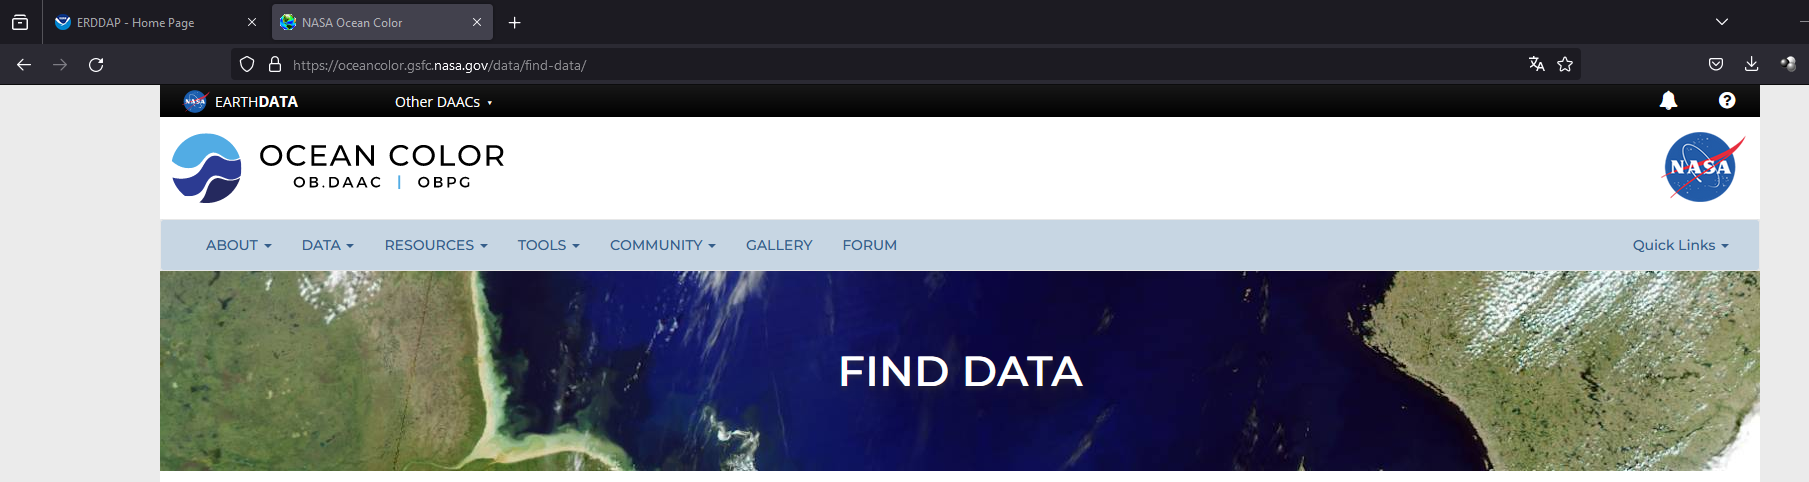 ERDDAP - Home Page
NASA Ocean Color
https://oceancolor.gsfc.nasa.gov/data/find-data/
NASA EARTHDATA Other DAACs
OCEAN COLOR
OB.DAAC | OBPG
NASA
ABOUT DATA RESOURCES TOOLS COMMUNITY GALLERY FORUM Quick Links
FIND DATA